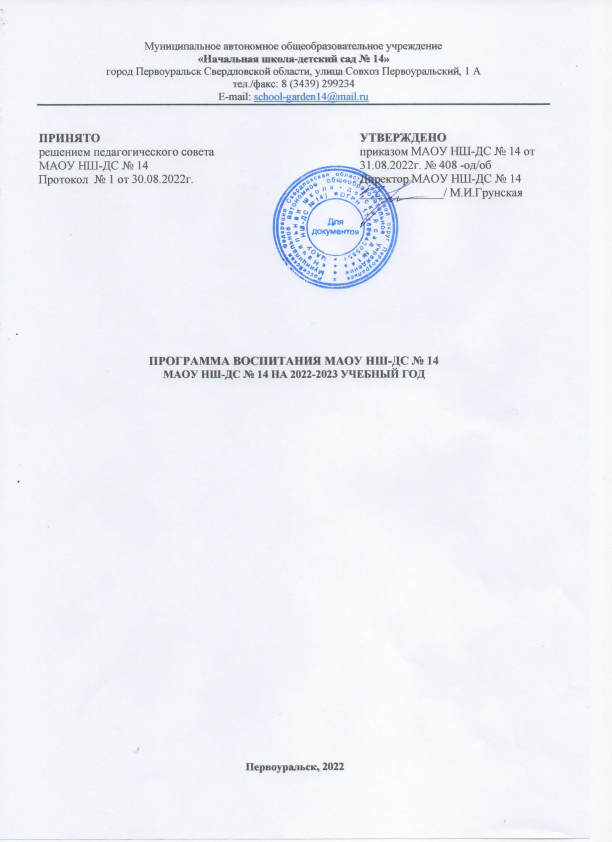 Муниципальное автономное общеобразовательное учреждение
«Начальная школа-детский сад № 14»
город Первоуральск Свердловской области, улица Совхоз Первоуральский, 1 А
тел./факс: 8 (3439) 299234
E-mail: school-garden14@mail.ru
ПРИНЯТО
решением педагогического совета
МАОУ НШ-ДС № 14
Протокол № 1 от 30.08.2022г.
УТВЕРЖДЕНО
приказом МАОУ НШ-ДС № 14 от
31.08.2022г. № 408 -од/об
Директор МАОУ НШ-ДС № 14
/ М.И.Грунская
Для
документов
ПРОГРАММА ВОСПИТАНИЯ МАОУ НШ-ДС № 14
МАОУ НШ-ДС № 14 НА 2022-2023 УЧЕБНЫЙ ГОД
Первоуральск, 2022